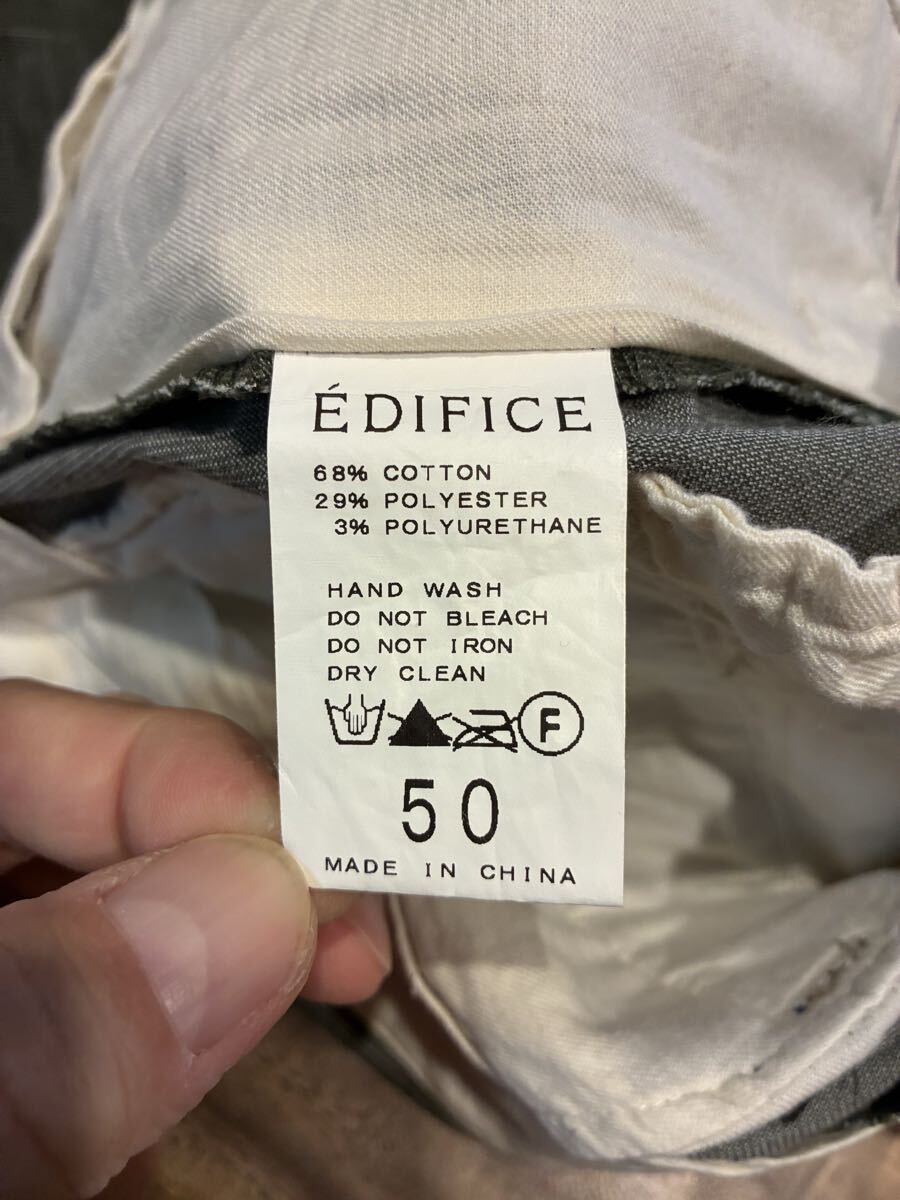 ÉDIFICE
68% COTTON
29% POLYESTER
3% POLYURETHANE
HAND WASH
DO NOT BLEACH
DO NOT IRON
DRY CLEAN
F
50
MADE IN CHINA